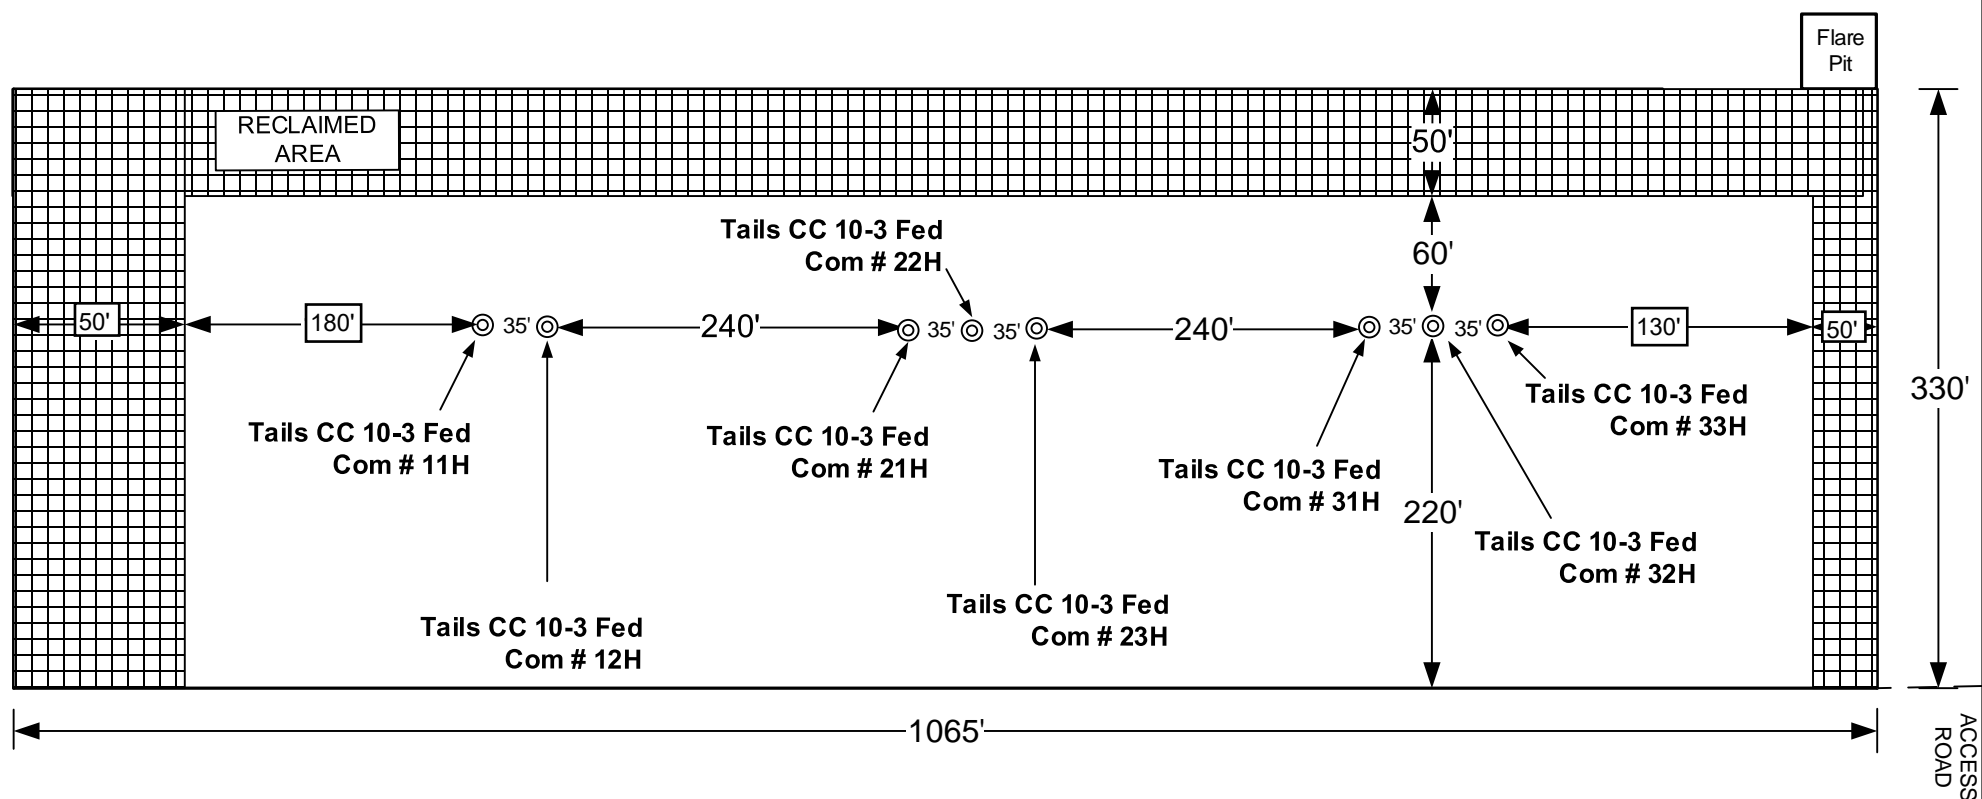 Flare
Pit
RECLAIMED
AREA
50'
Tails CC 10-3 Fed
Com # 22H
60'
50'
180'
35'
240'
35'
35'
240'
35'
35'
130'
50'
330'
Tails CC 10-3 Fed
Com # 11H
Tails CC 10-3 Fed
Com # 21H
Tails CC 10-3 Fed
Com # 31H
Tails CC 10-3 Fed
Com # 33H
220'
Tails CC 10-3 Fed
Com # 32H
Tails CC 10-3 Fed
Com # 12H
Tails CC 10-3 Fed
Com # 23H
1065'
ACCESS
ROAD